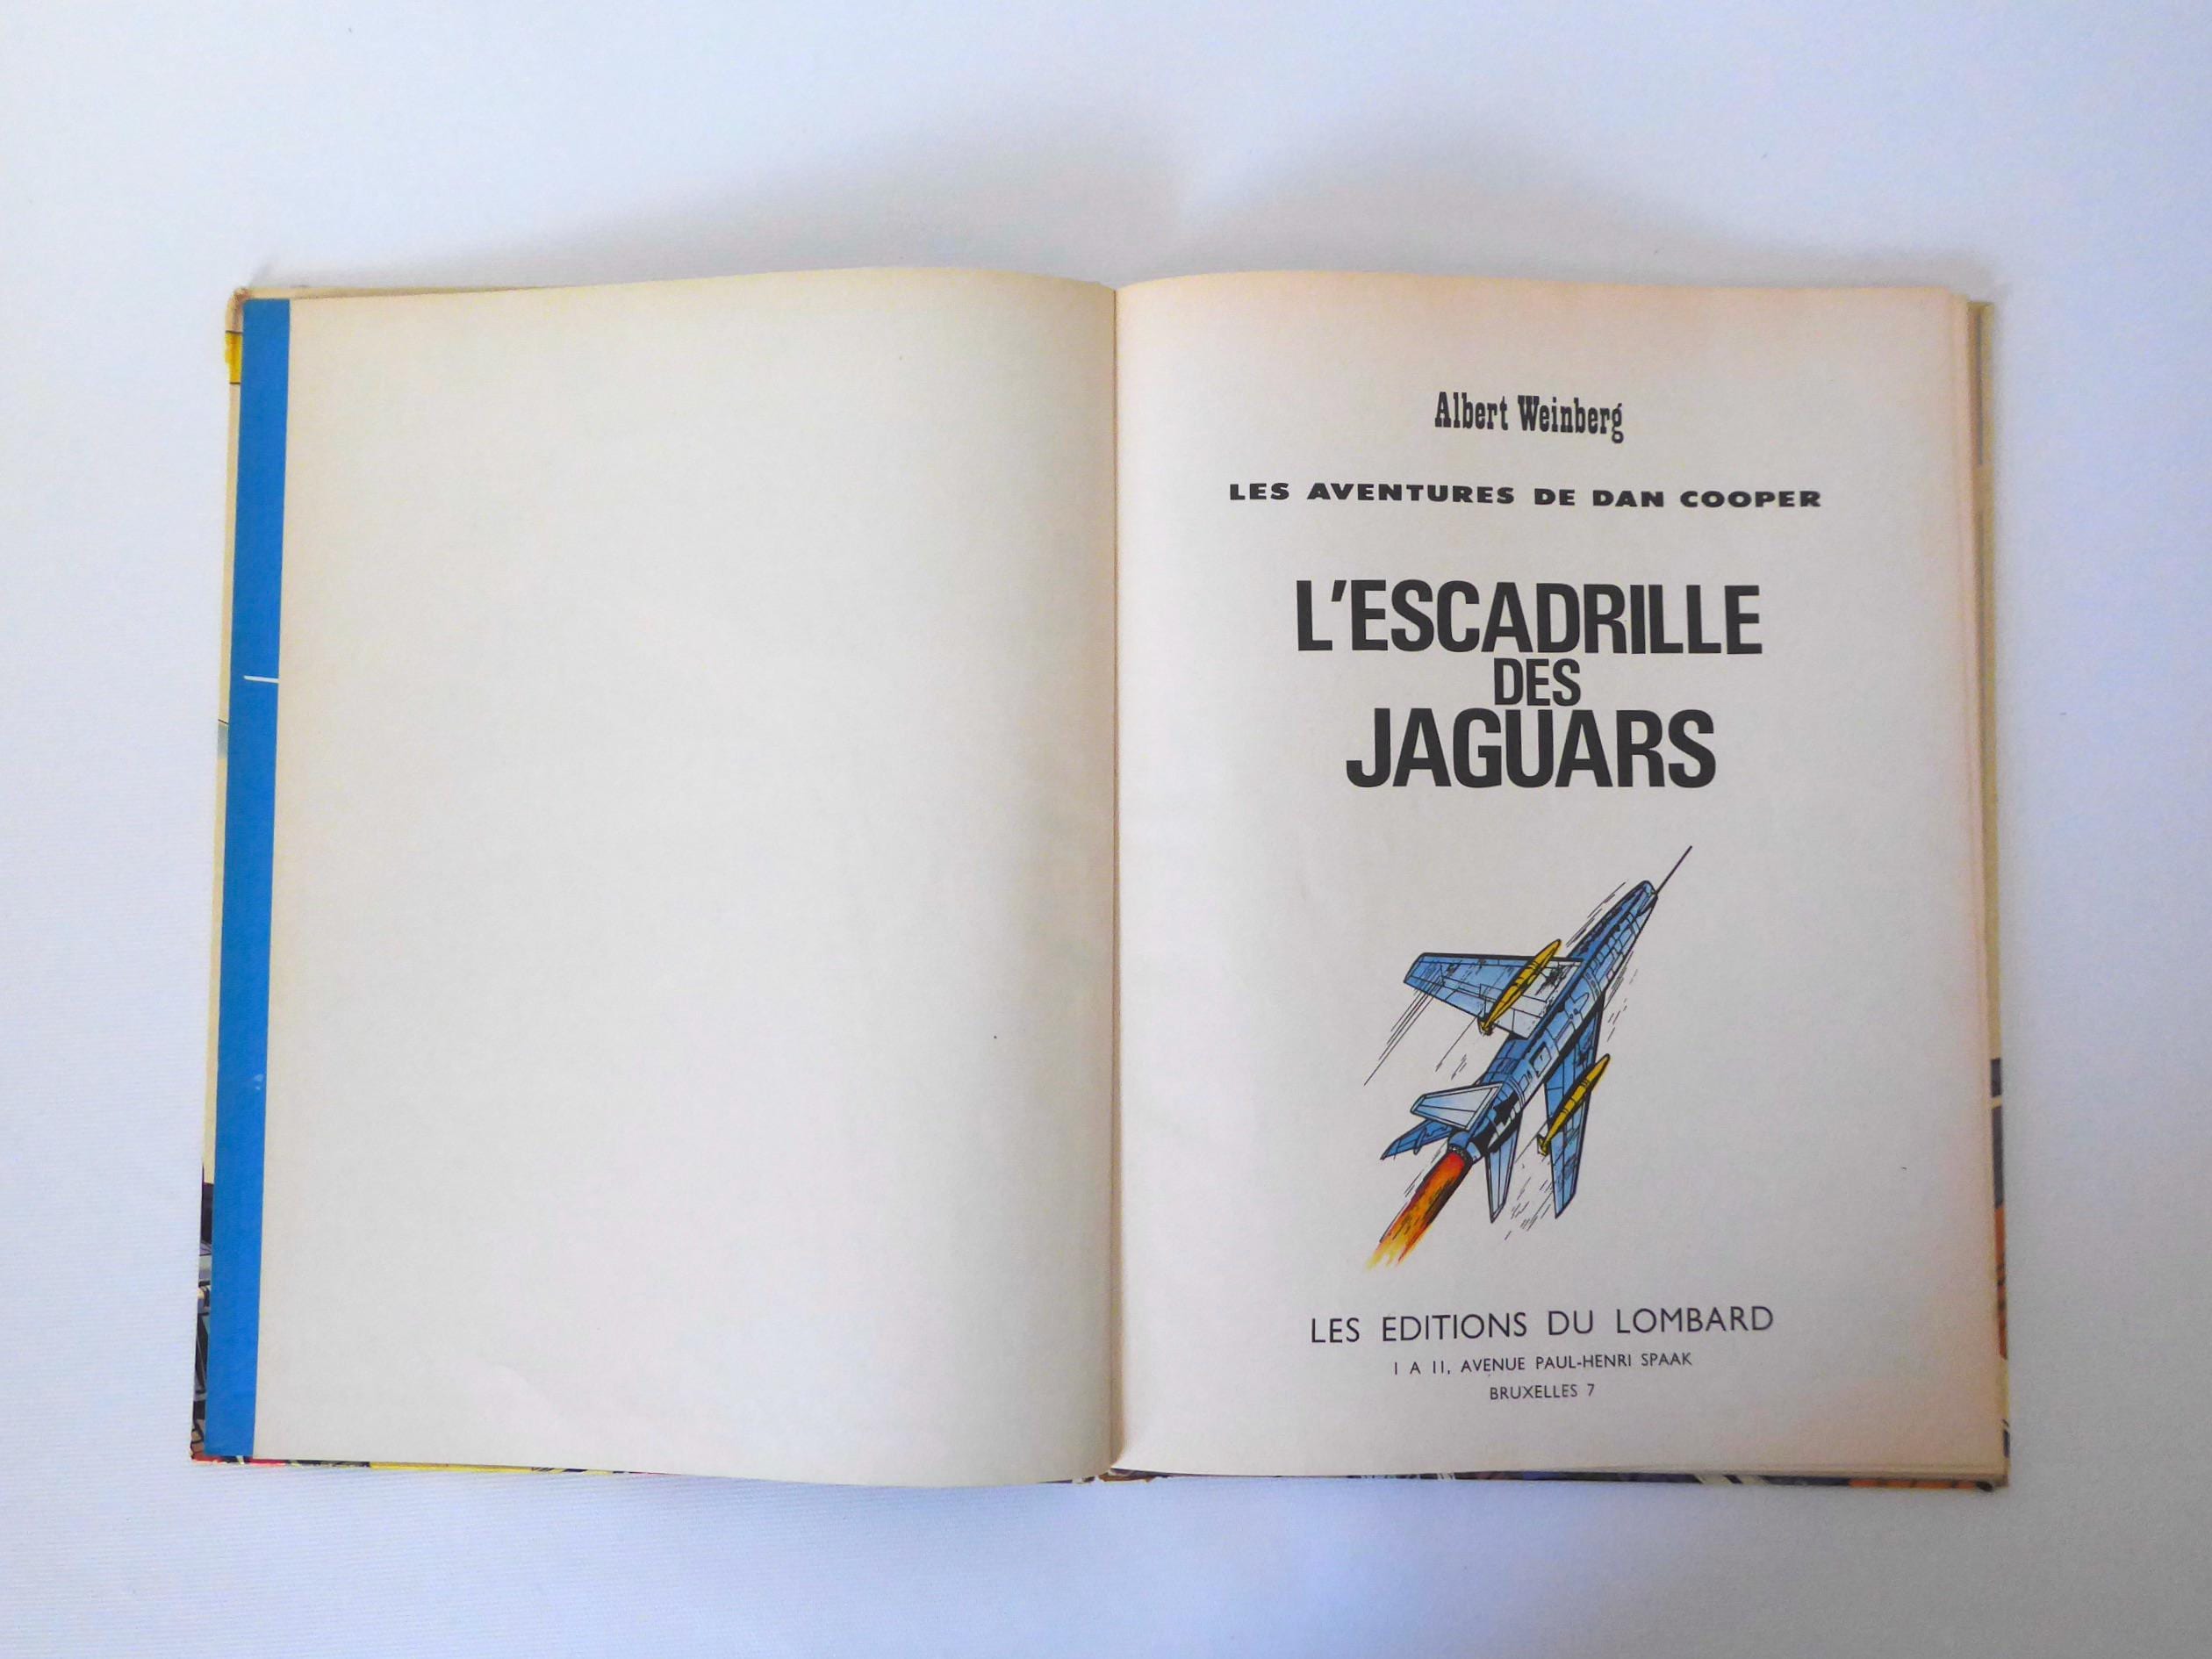 Albert Weinberg
LES AVENTURES DE DAN COOPER
L'ESCADRILLE
DES
JAGUARS
LES EDITIONS DU LOMBARD
1 A 11, AVENUE PAUL-HENRI SPAAK
BRUXELLES 7